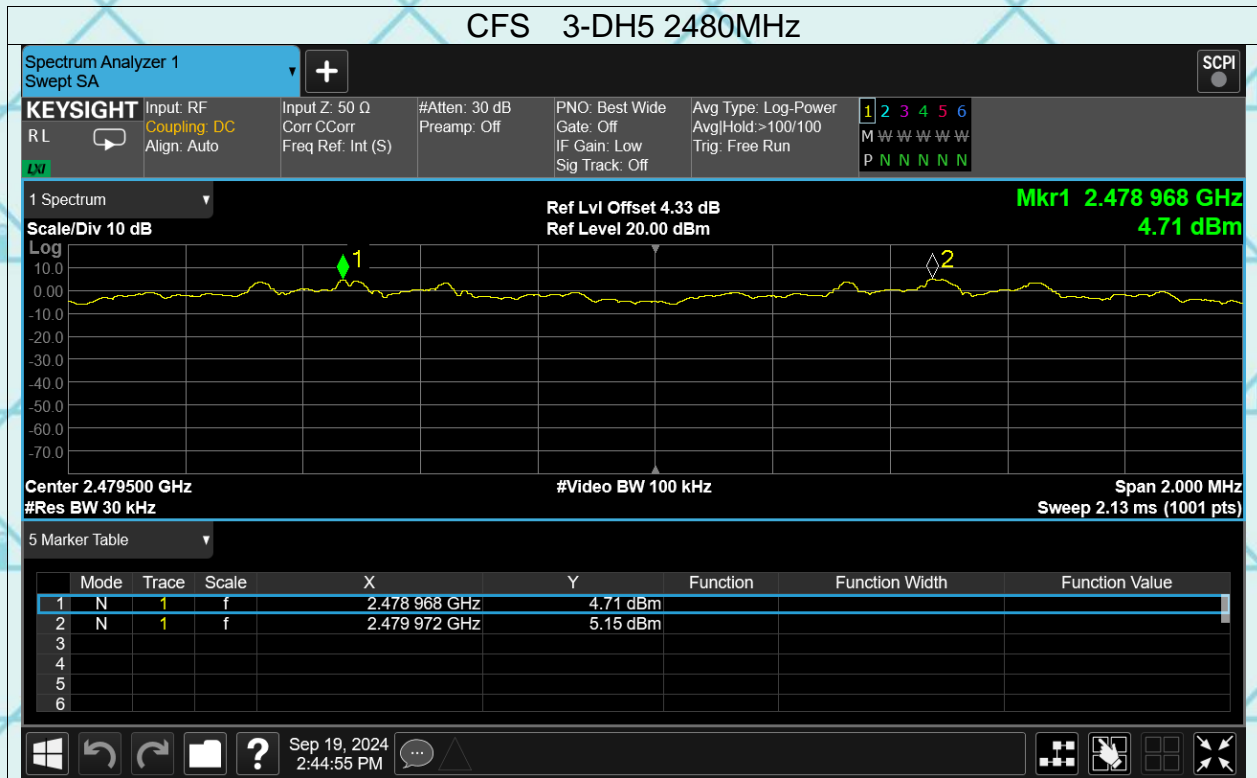 CFS 3-DH5 2480MHz
Spectrum Analyzer 1
Swept SA
+
SCPI
KEYSIGHT
RL
LXI
Input: RF
Coupling: DC
Align: Auto
Input Z: 50 Ω
Corr CCorr
Freq Ref: Int (S)
#Atten: 30 dB
Preamp: Off
PNO: Best Wide
Gate: Off
IF Gain: Low
Sig Track: Off
Avg Type: Log-Power
Avg|Hold:>100/100
Trig: Free Run
1 2 3 4 5 6
M W W W W W W
P N N N N N
1 Spectrum
Scale/Div 10 dB
Ref Lvl Offset 4.33 dB
Ref Level 20.00 dBm
Mkr1 2.478 968 GHz
4.71 dBm
Log
1
2
10.0
0.00
-10.0
-20.0
-30.0
-40.0
-50.0
-60.0
-70.0
Center 2.479500 GHz
#Video BW 100 kHz
Span 2.000 MHz
#Res BW 30 kHz
Sweep 2.13 ms (1001 pts)
5 Marker Table
Mode Trace Scale X Y Function Function Width Function Value
1 N 1 f 2.478 968 GHz 4.71 dBm
2 N 1 f 2.479 972 GHz 5.15 dBm
3
4
5
6
?
Sep 19, 2024
2:44:55 PM